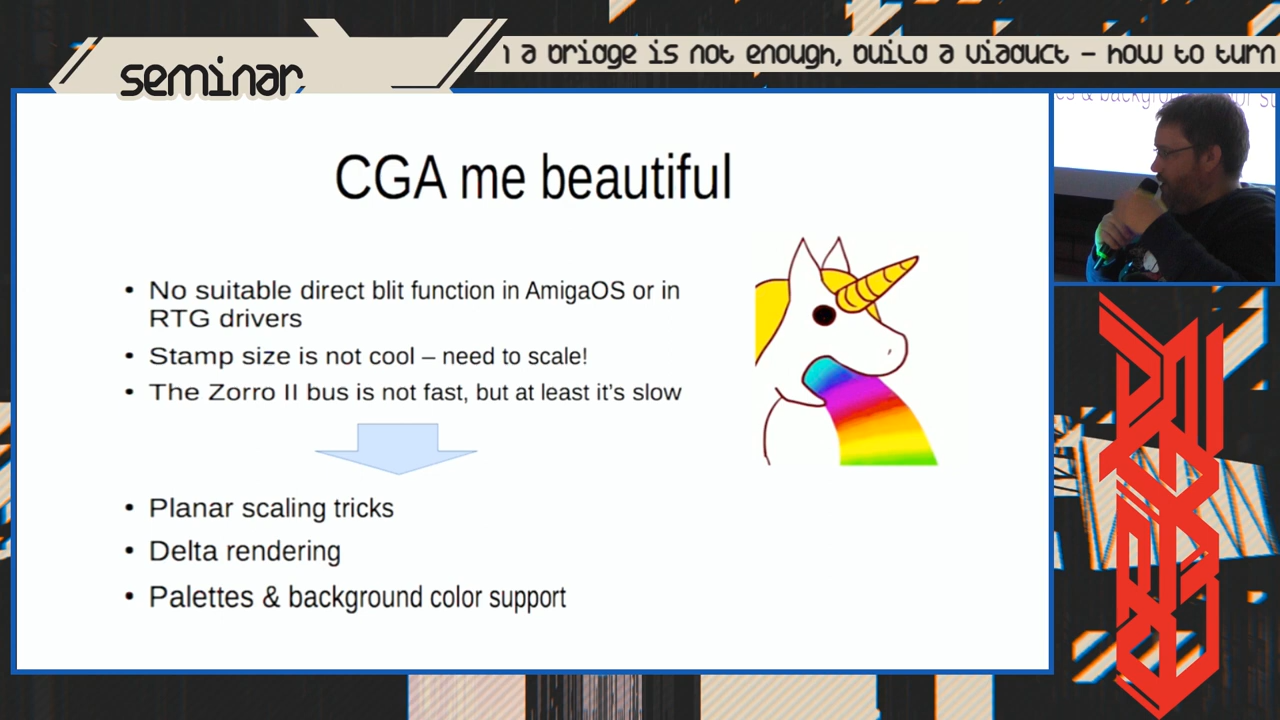 seminar
a bridge is not enough, build a viaduct – how to turn
CGA me beautiful
• No suitable direct blit function in AmigaOS or in
RTG drivers
• Stamp size is not cool – need to scale!
• The Zorro II bus is not fast, but at least it's slow
• Planar scaling tricks
• Delta rendering
• Palettes & background color support